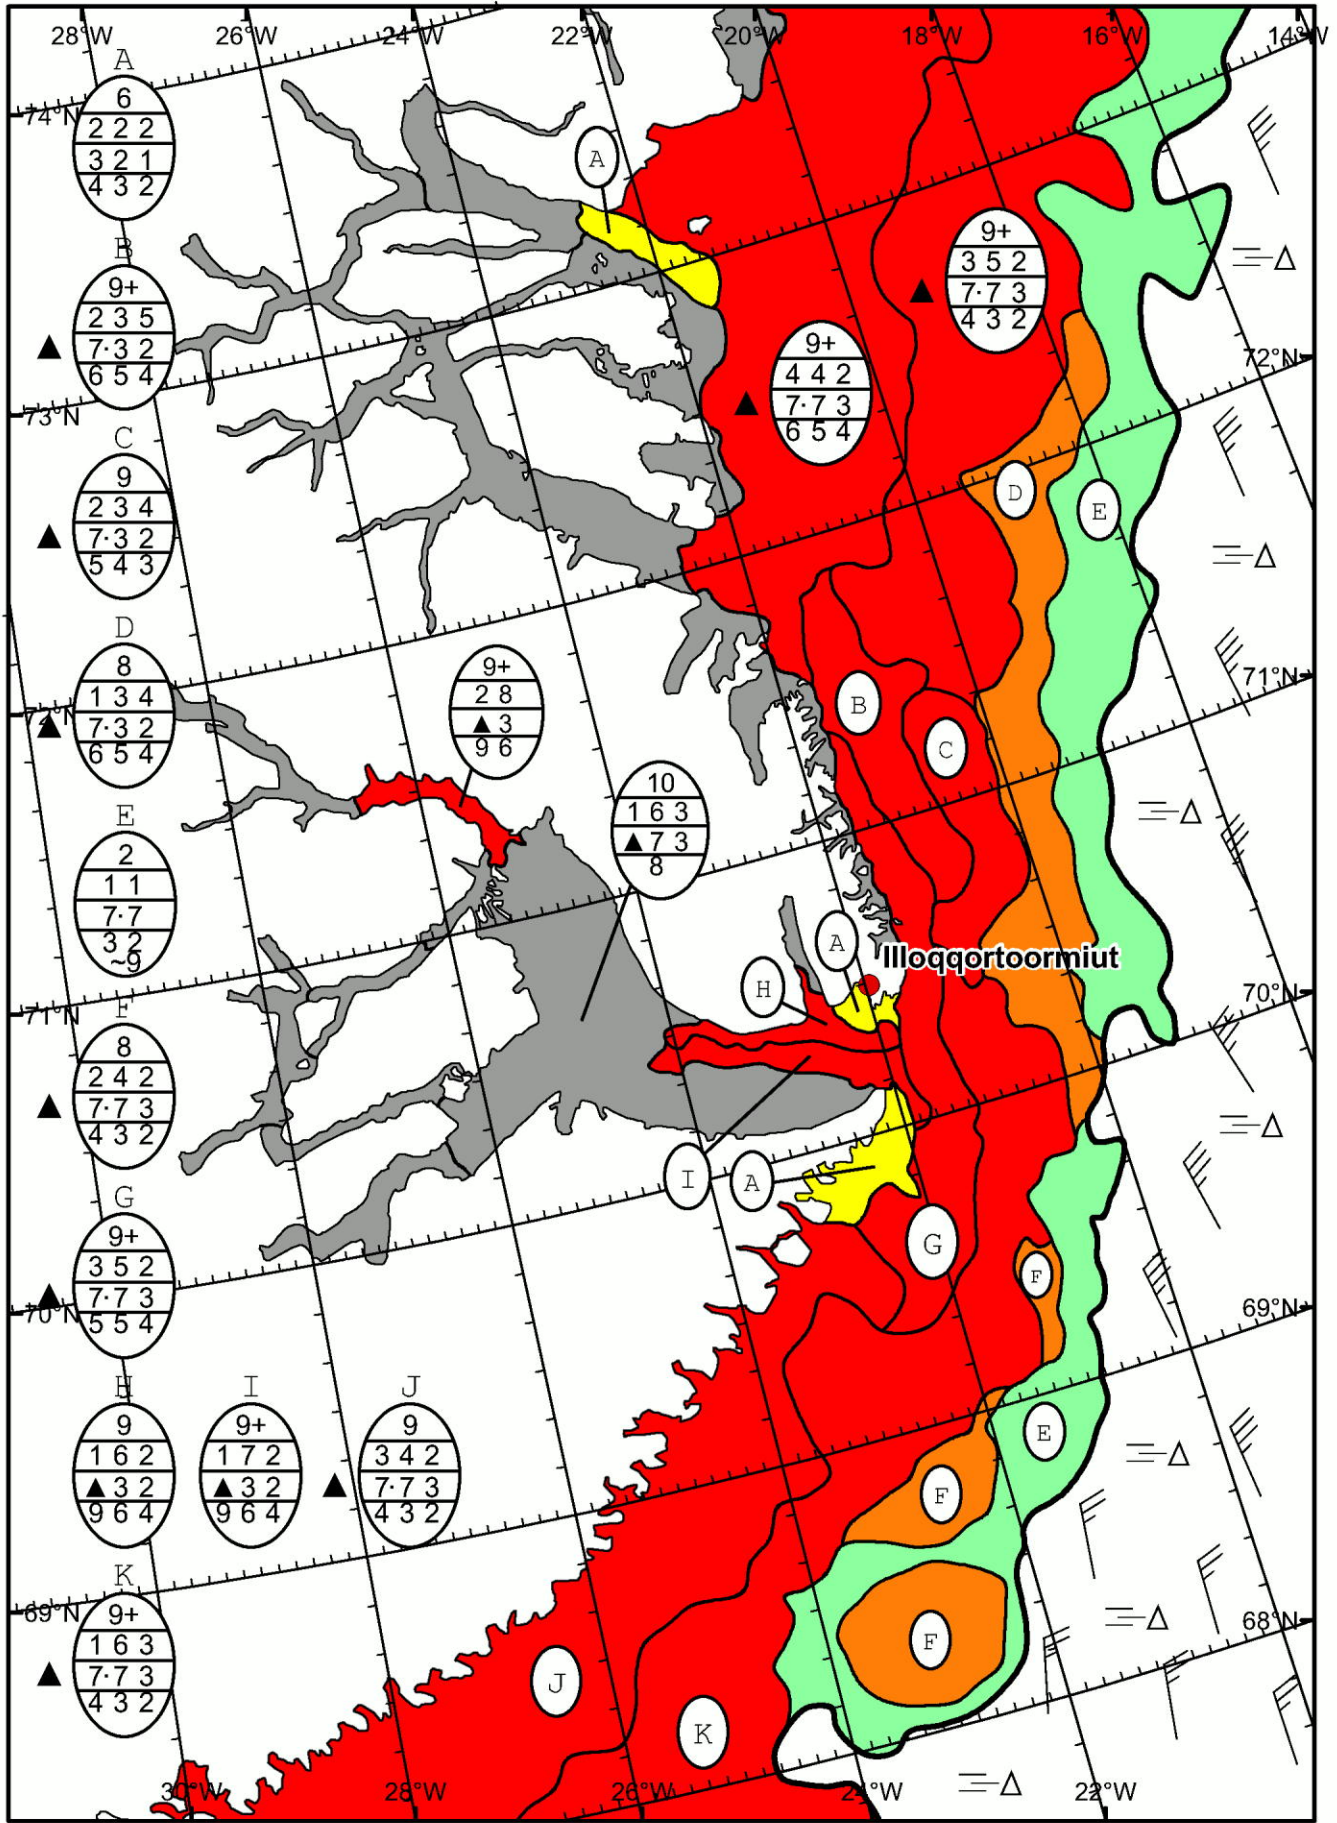 28°W 26°W 24°W 22°W 20°W 18°W 16°W 14°W
A
6
2 2 2
3 2 1
4 3 2
74°N
A
B
9+
2 3 5
▲ 7·3 2
6 5 4
9+
3 5 2
▲ 7·7 3
4 3 2
9+
4 4 2
▲ 7·7 3
6 5 4
72°N
73°N
C
9
2 3 4
▲ 7·3 2
5 4 3
D
E
D
8
1 3 4
▲ 7·3 2
6 5 4
72°N
9+
2 8
▲ 3
9 6
B
C
71°N
10
1 6 3
▲ 7 3
8
E
2
1 1
7·7
3 2
~9
A
Illoqqortoormiut
H
70°N
71°N
F
8
2 4 2
▲ 7·7 3
4 3 2
I
A
G
G
9+
3 5 2
▲ 7·7 3
5 5 4
F
70°N
69°N
H
9
1 6 2
▲ 3 2
9 6 4
I
9+
1 7 2
▲ 3 2
9 6 4
J
9
3 4 2
▲ 7·7 3
4 3 2
E
F
K
9+
1 6 3
▲ 7·7 3
4 3 2
69°N
68°N
F
J
K
30°W 28°W 26°W 24°W 22°W